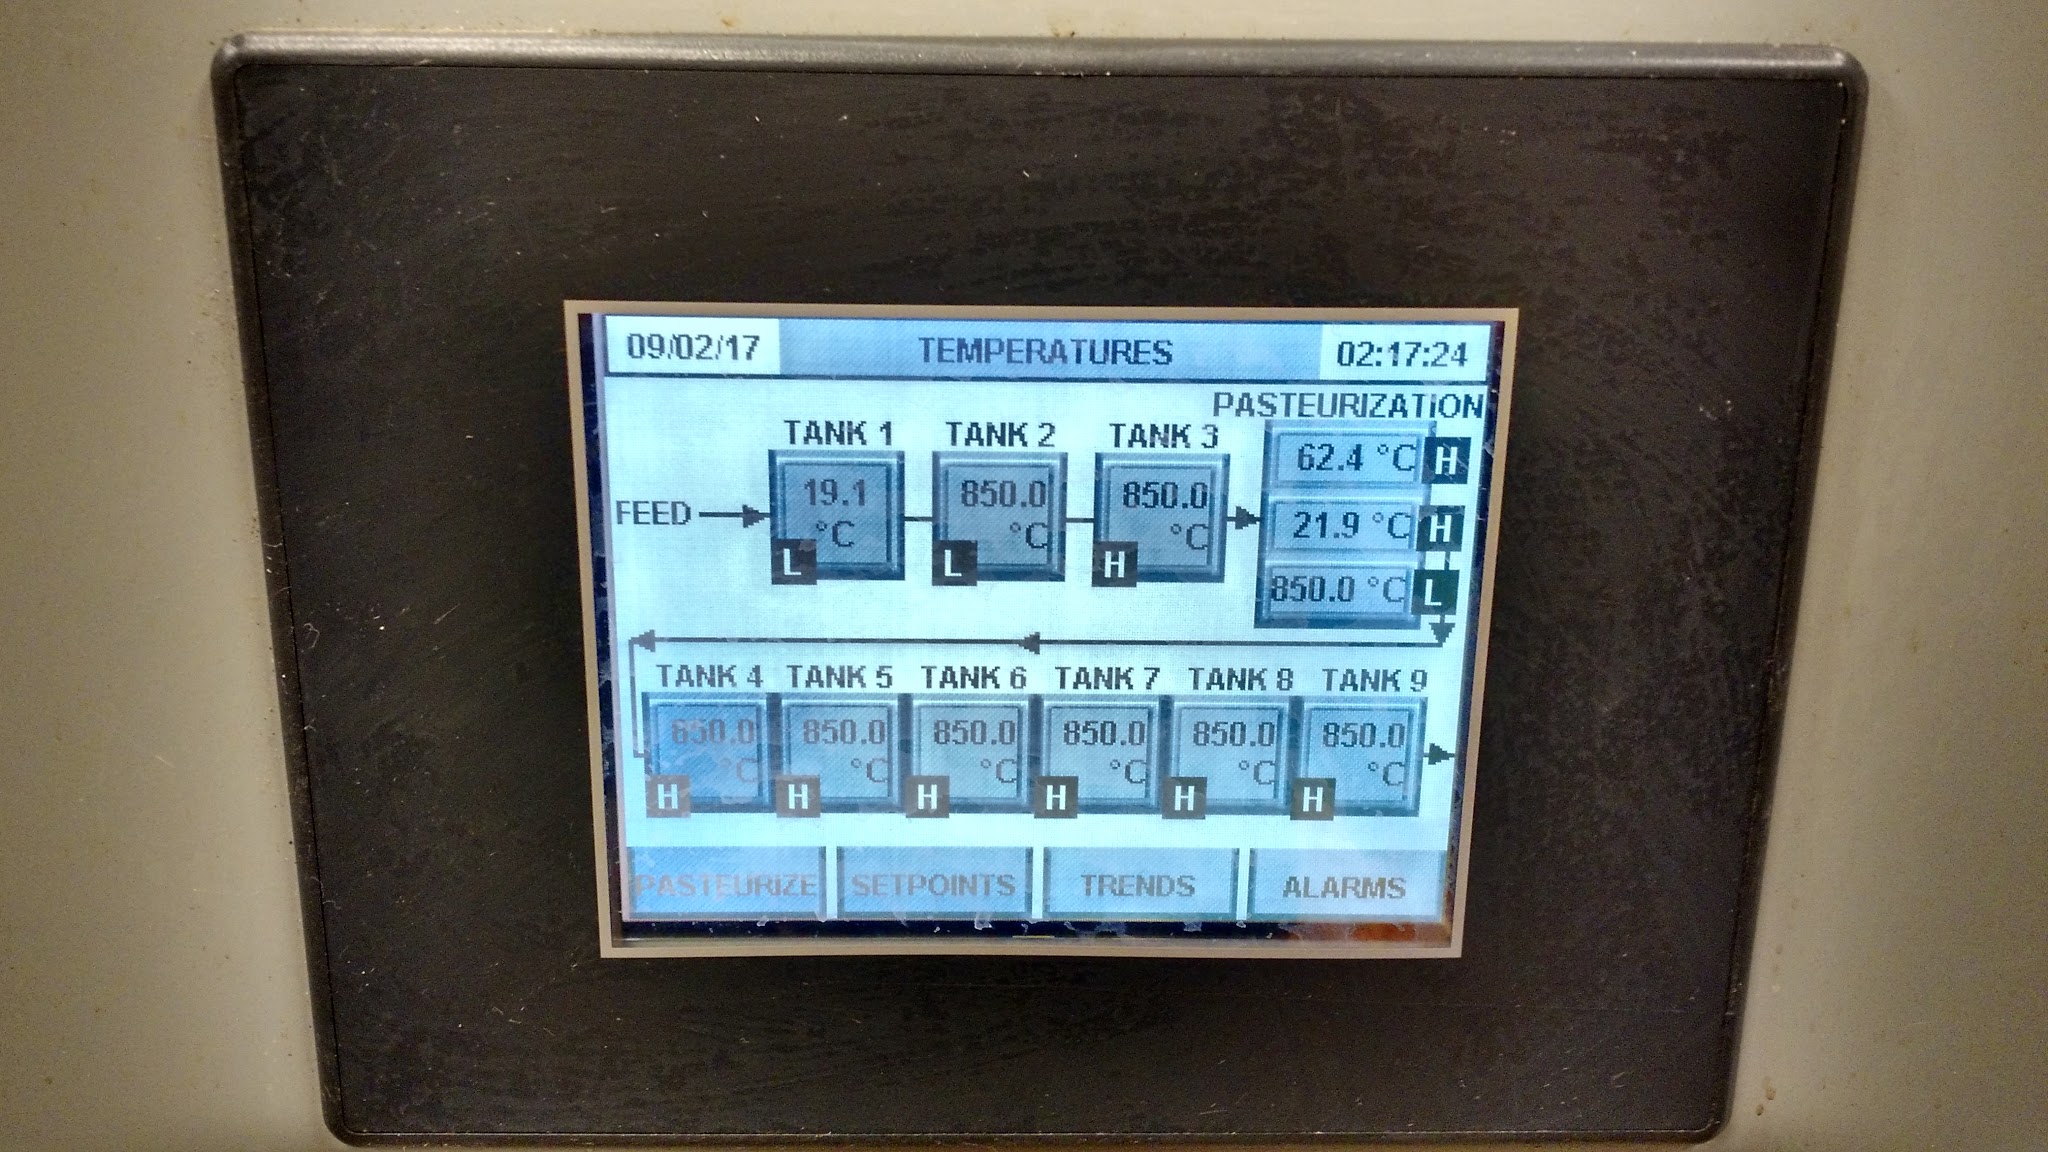 09/02/17 TEMPERATURES 02:17:24
PASTEURIZATION
TANK 1 TANK 2 TANK 3
62.4 °C H
FEED
19.1 °C L
850.0 °C L
850.0 °C H
21.9 °C H
850.0 °C L
TANK 4 TANK 5 TANK 6 TANK 7 TANK 8 TANK 9
850.0 850.0 850.0 850.0 850.0 850.0
°C °C °C °C °C °C
H H H H H H
PASTEURIZE SETPOINTS TRENDS ALARMS